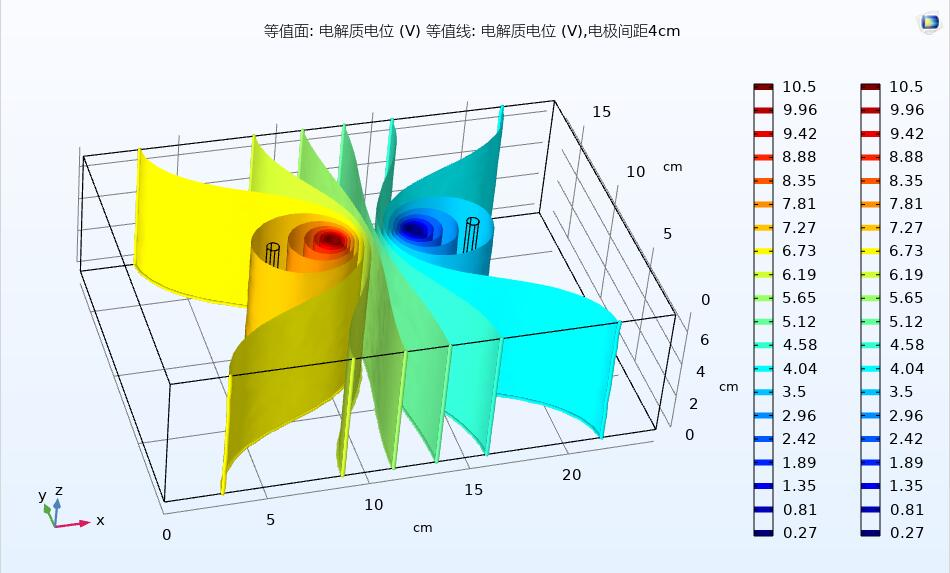 等值面: 电解质电位 (V) 等值线: 电解质电位 (V),电极间距4cm
10.5 10.5
15 9.96 9.96
9.42 9.42
10 cm 8.88 8.88
8.35 8.35
7.81 7.81
5 7.27 7.27
6.73 6.73
6.19 6.19
0 5.65 5.65
5.12 5.12
6 4.58 4.58
4 4.04 4.04
cm 3.5 3.5
2 2.96 2.96
0 2.42 2.42
20 1.89 1.89
15 1.35 1.35
10 0.81 0.81
5 0.27 0.27
0 cm
y z
x